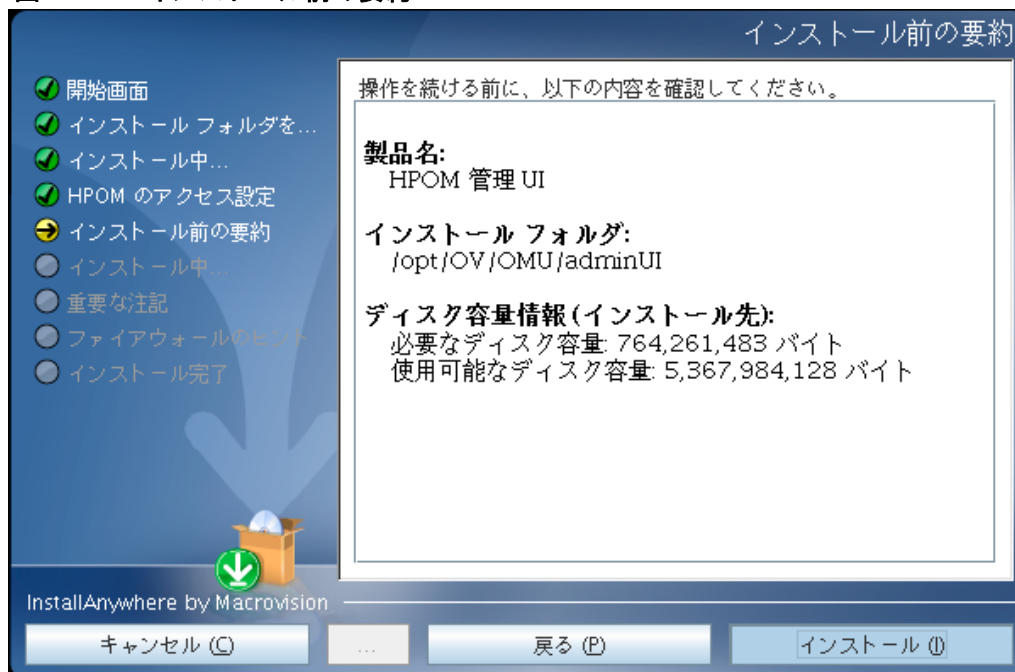 インストール前の要約
開始画面
インストール フォルダを...
インストール中...
HPOM のアクセス設定
インストール前の要約
インストール中...
重要な注記
ファイアウォールのヒント
インストール完了
操作を続ける前に、以下の内容を確認してください。
製品名:
HPOM 管理 UI
インストール フォルダ:
/opt/OV/OMU/adminUI
ディスク容量情報 (インストール先):
必要なディスク容量: 764,261,483 バイト
使用可能なディスク容量: 5,367,984,128 バイト
InstallAnywhere by Macrovision
キャンセル (C)
...
戻る (P)
インストール (I)